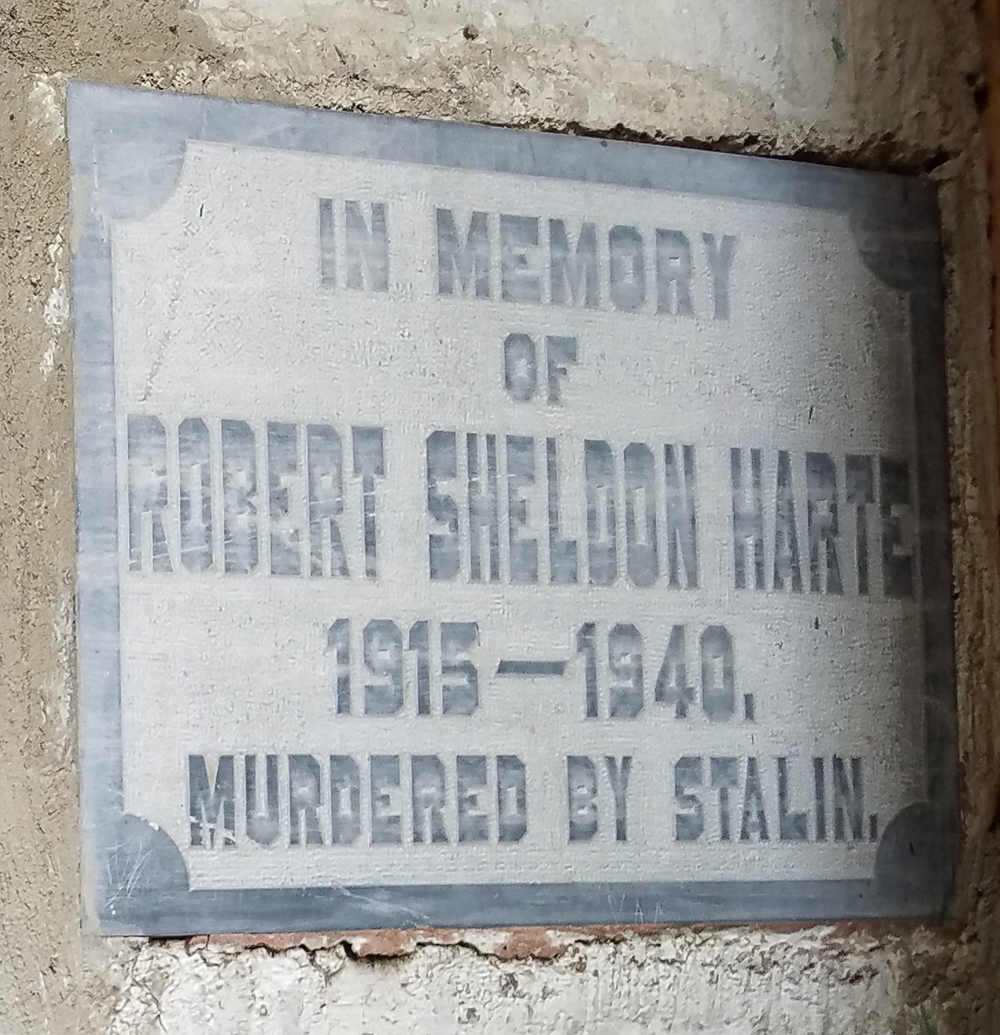 IN MEMORY
OF
ROBERT SHELDON HARTE
1915—1940.
MURDERED BY STALIN.